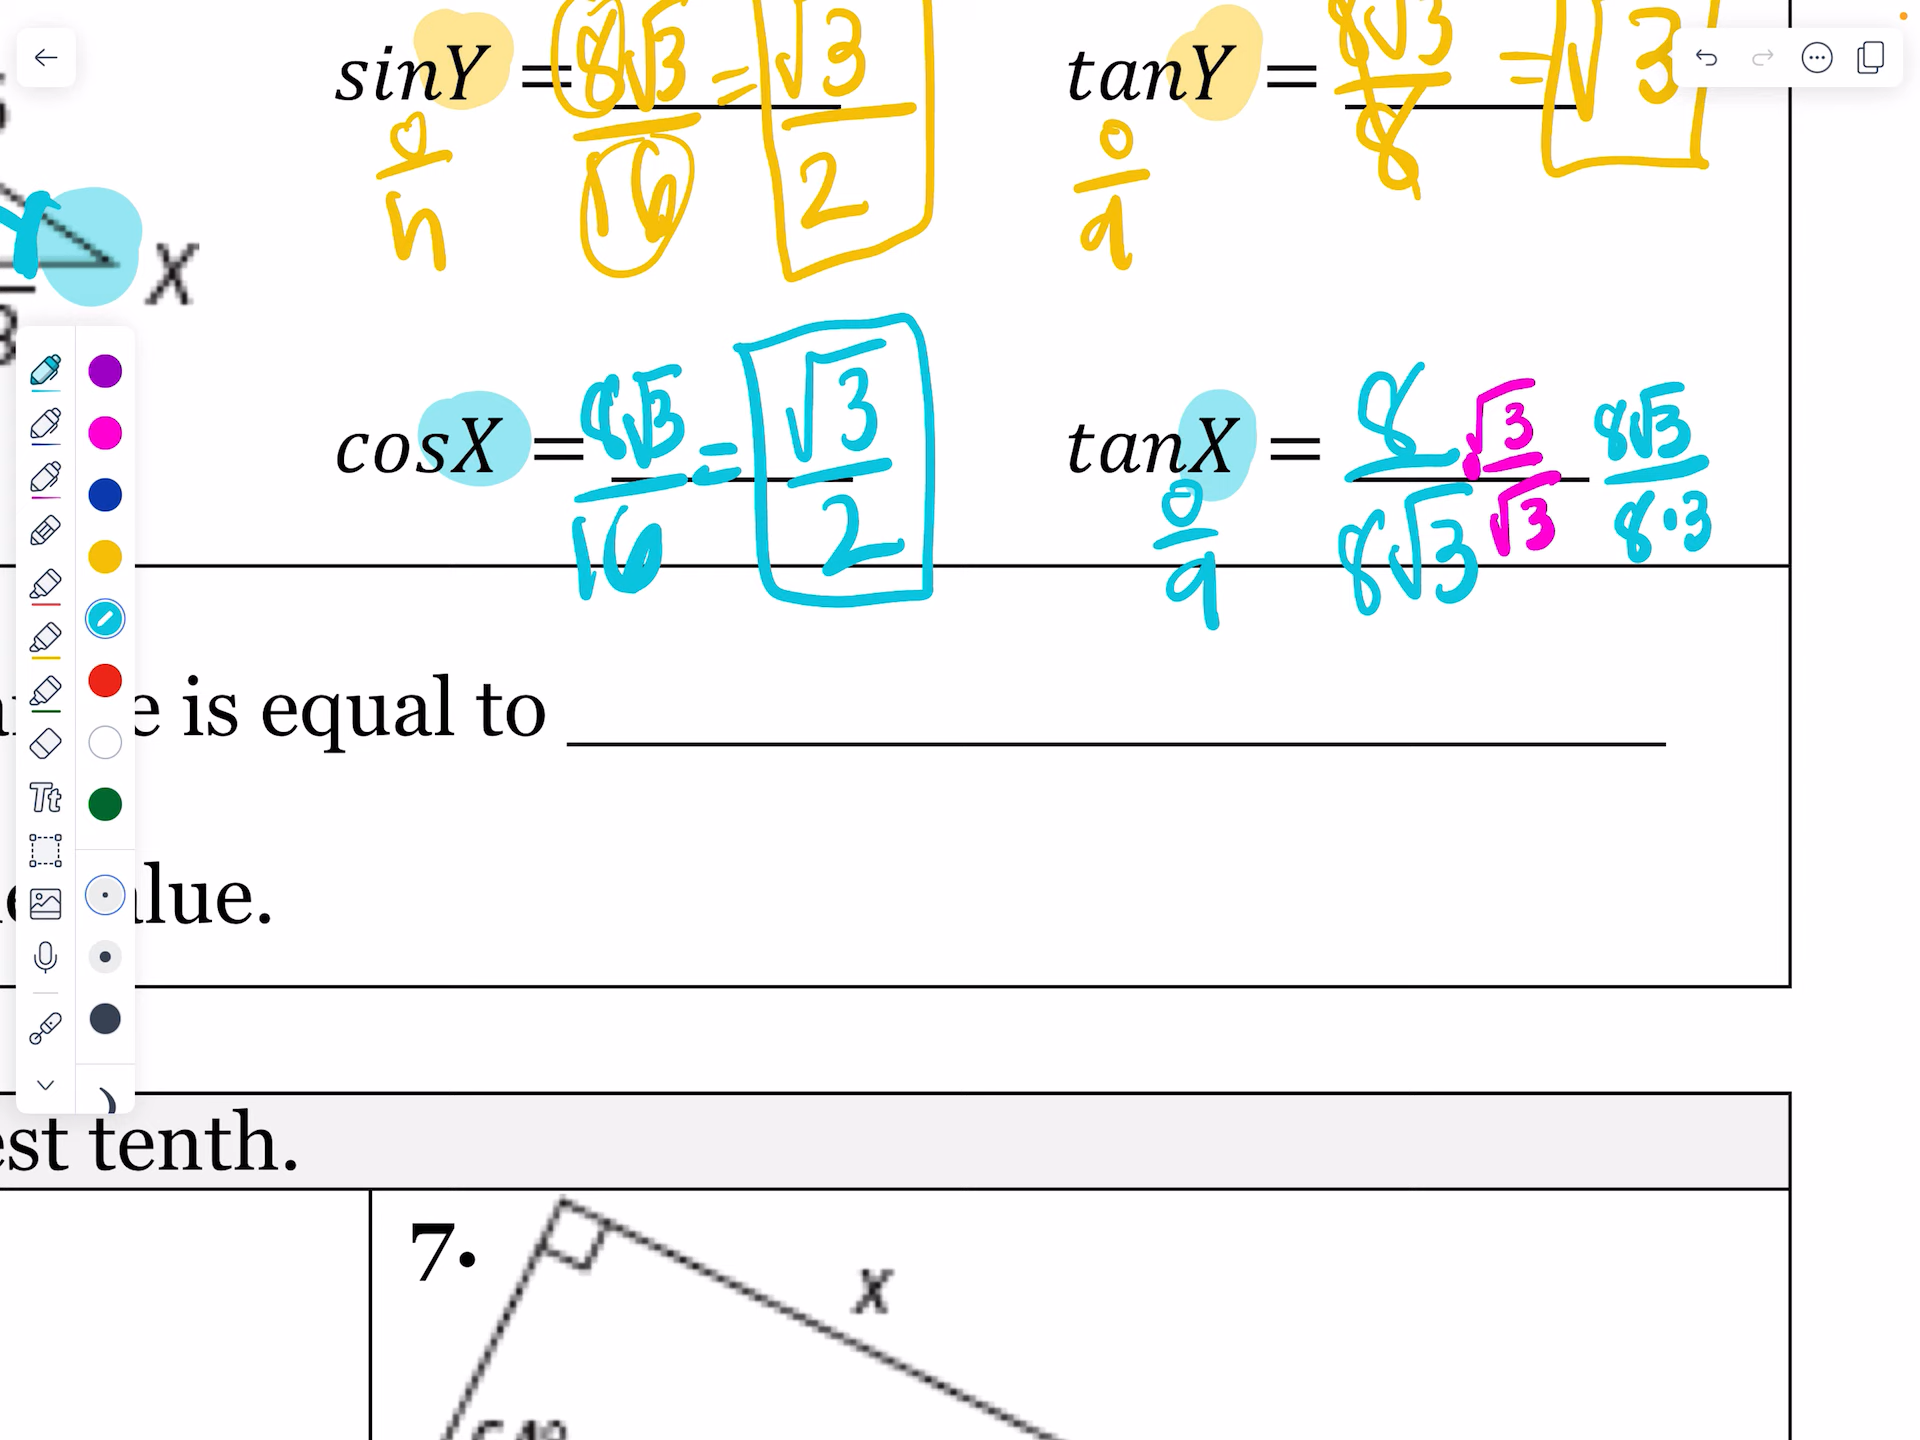 sinY = 8√3/16 = √3/2
tanY = 8√3/8 = √3
o/h
o/a
X
cosX = 8√3/16 = √3/2
tanX = 8/8√3 √3/√3 8√3/8·3
o/a
e is equal to
Tt
lue.
est tenth.
7.
X